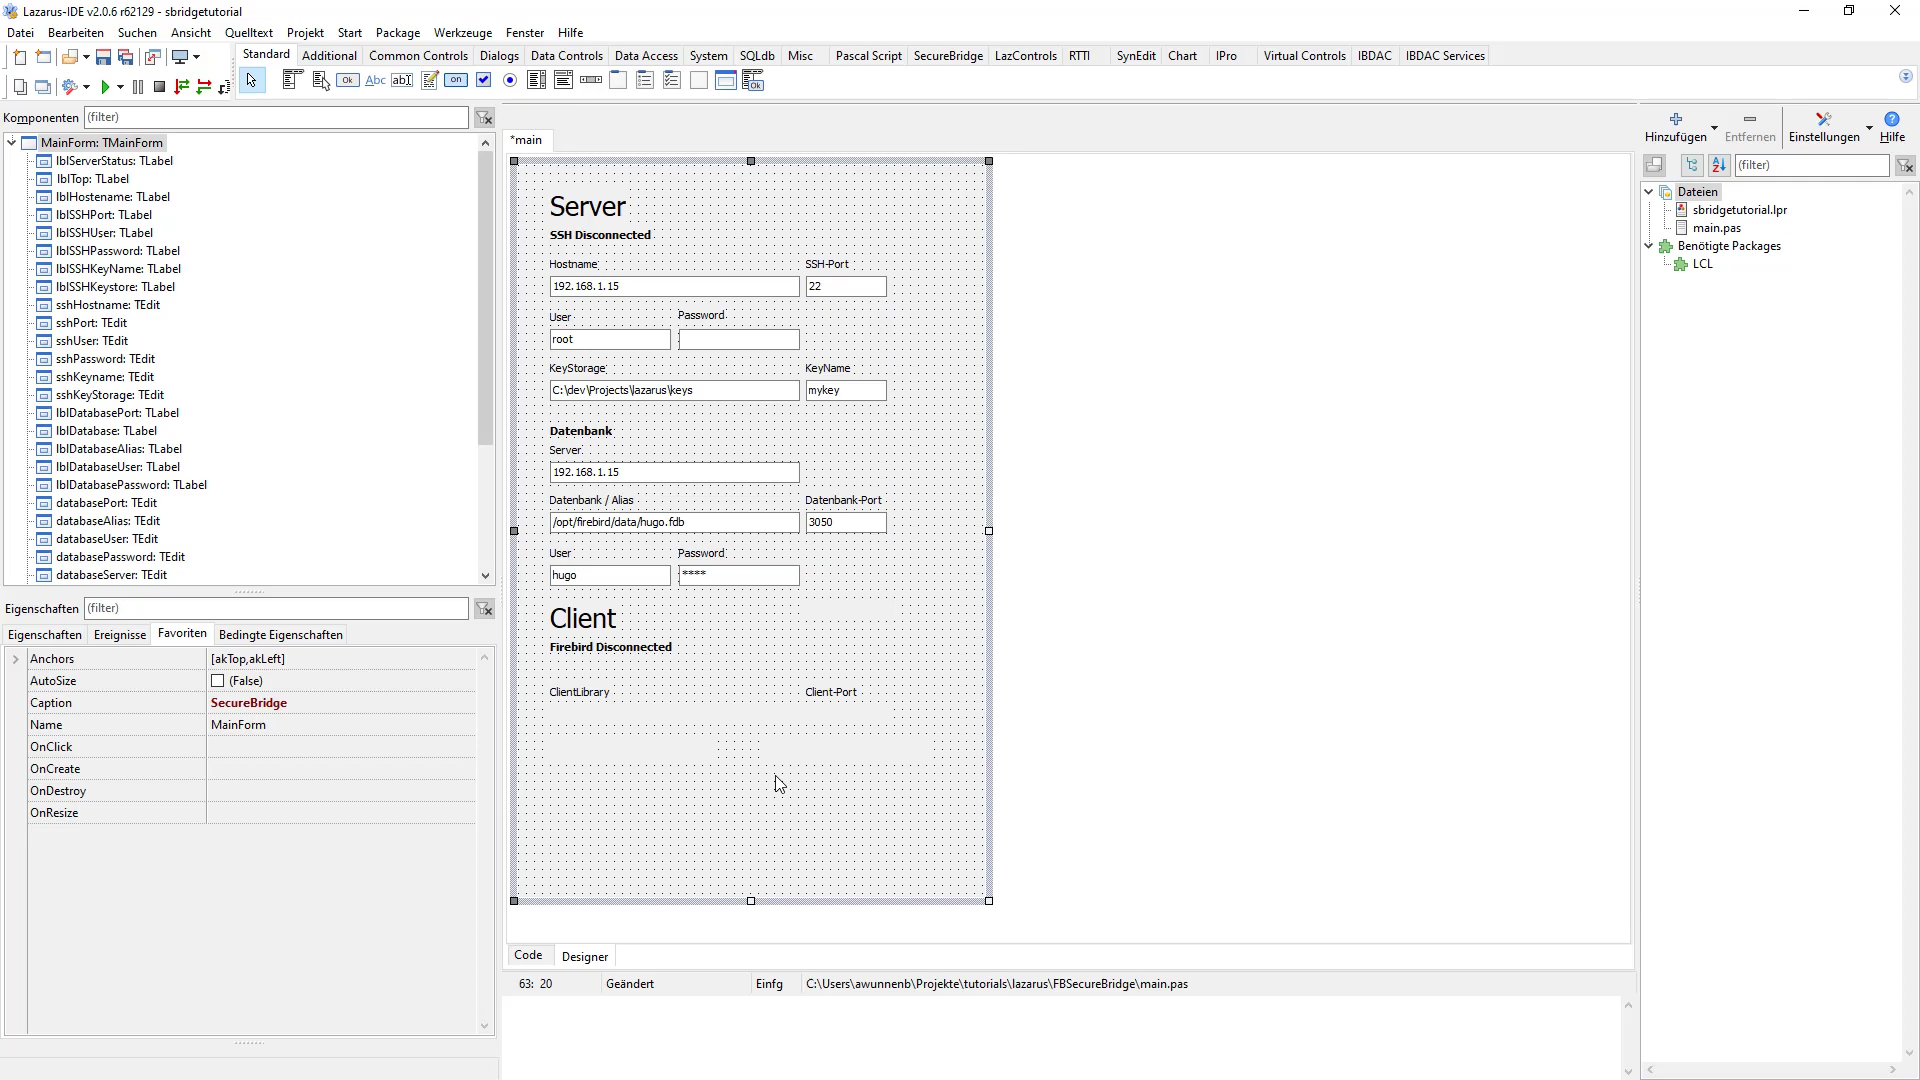 Lazarus-IDE v2.0.6 r62129 - sbridgetutorial
Datei Bearbeiten Suchen Ansicht Quelltext Projekt Start Package Werkzeuge Fenster Hilfe
Standard Additional Common Controls Dialogs Data Controls Data Access System SQLdb Misc Pascal Script SecureBridge LazControls RTTI SynEdit Chart IPro Virtual Controls IBDAC IBDAC Services
Ok Abc abI on Ok
Komponenten (filter)
MainForm: TMainForm
lblServerStatus: TLabel
lblTop: TLabel
lblHostename: TLabel
lblSSHPort: TLabel
lblSSHUser: TLabel
lblSSHPassword: TLabel
lblSSHKeyName: TLabel
lblSSHKeystore: TLabel
sshHostname: TEdit
sshPort: TEdit
sshUser: TEdit
sshPassword: TEdit
sshKeyname: TEdit
sshKeyStorage: TEdit
lblDatabasePort: TLabel
lblDatabase: TLabel
lblDatabaseAlias: TLabel
lblDatabaseUser: TLabel
lblDatabasePassword: TLabel
databasePort: TEdit
databaseAlias: TEdit
databaseUser: TEdit
databasePassword: TEdit
databaseServer: TEdit
Eigenschaften (filter)
Eigenschaften Ereignisse Favoriten Bedingte Eigenschaften
Anchors [akTop,akLeft]
AutoSize (False)
Caption SecureBridge
Name MainForm
OnClick
OnCreate
OnDestroy
OnResize
*main
Server
SSH Disconnected
Hostname SSH-Port
192.168.1.15 22
User Password
root
KeyStorage KeyName
C:\dev\Projects\lazarus\keys mykey
Datenbank
Server
192.168.1.15
Datenbank / Alias Datenbank-Port
/opt/firebird/data/hugo.fdb 3050
User Password
hugo ****
Client
Firebird Disconnected
ClientLibrary Client-Port
Code Designer
63: 20 Geändert Einfg C:\Users\awunnenb\Projekte\tutorials\lazarus\FBSecureBridge\main.pas
Hinzufügen Entfernen Einstellungen Hilfe
(filter)
Dateien
sbridgetutorial.lpr
main.pas
Benötigte Packages
LCL